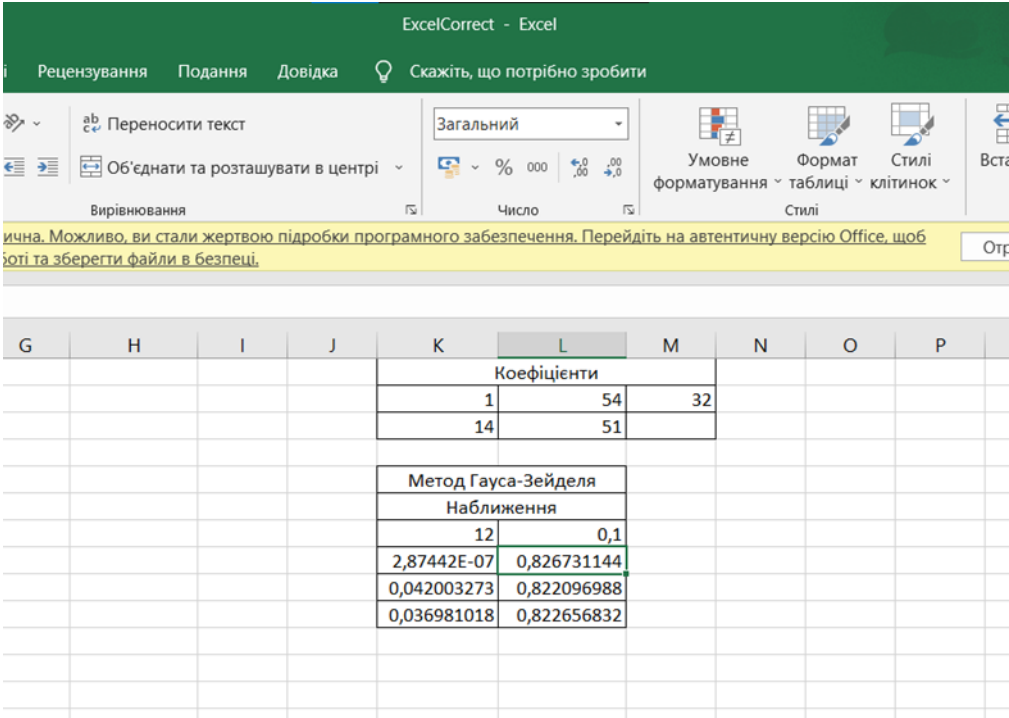 ExcelCorrect - Excel
і Рецензування Подання Довідка Скажіть, що потрібно зробити
ab Переносити текст
Загальний
Об'єднати та розташувати в центрі
% 000
Умовне форматування
Формат таблиці
Стилі клітинок
Вста
Вирівнювання Число Стилі
ична. Можливо, ви стали жертвою підробки програмного забезпечення. Перейдіть на автентичну версію Office, щоб
боті та зберегти файли в безпеці.
Отр
G H I J K L M N O P
Коефіцієнти
1 54 32
14 51
Метод Гауса-Зейделя
Наближення
12 0,1
2,87442E-07 0,826731144
0,042003273 0,822096988
0,036981018 0,822656832